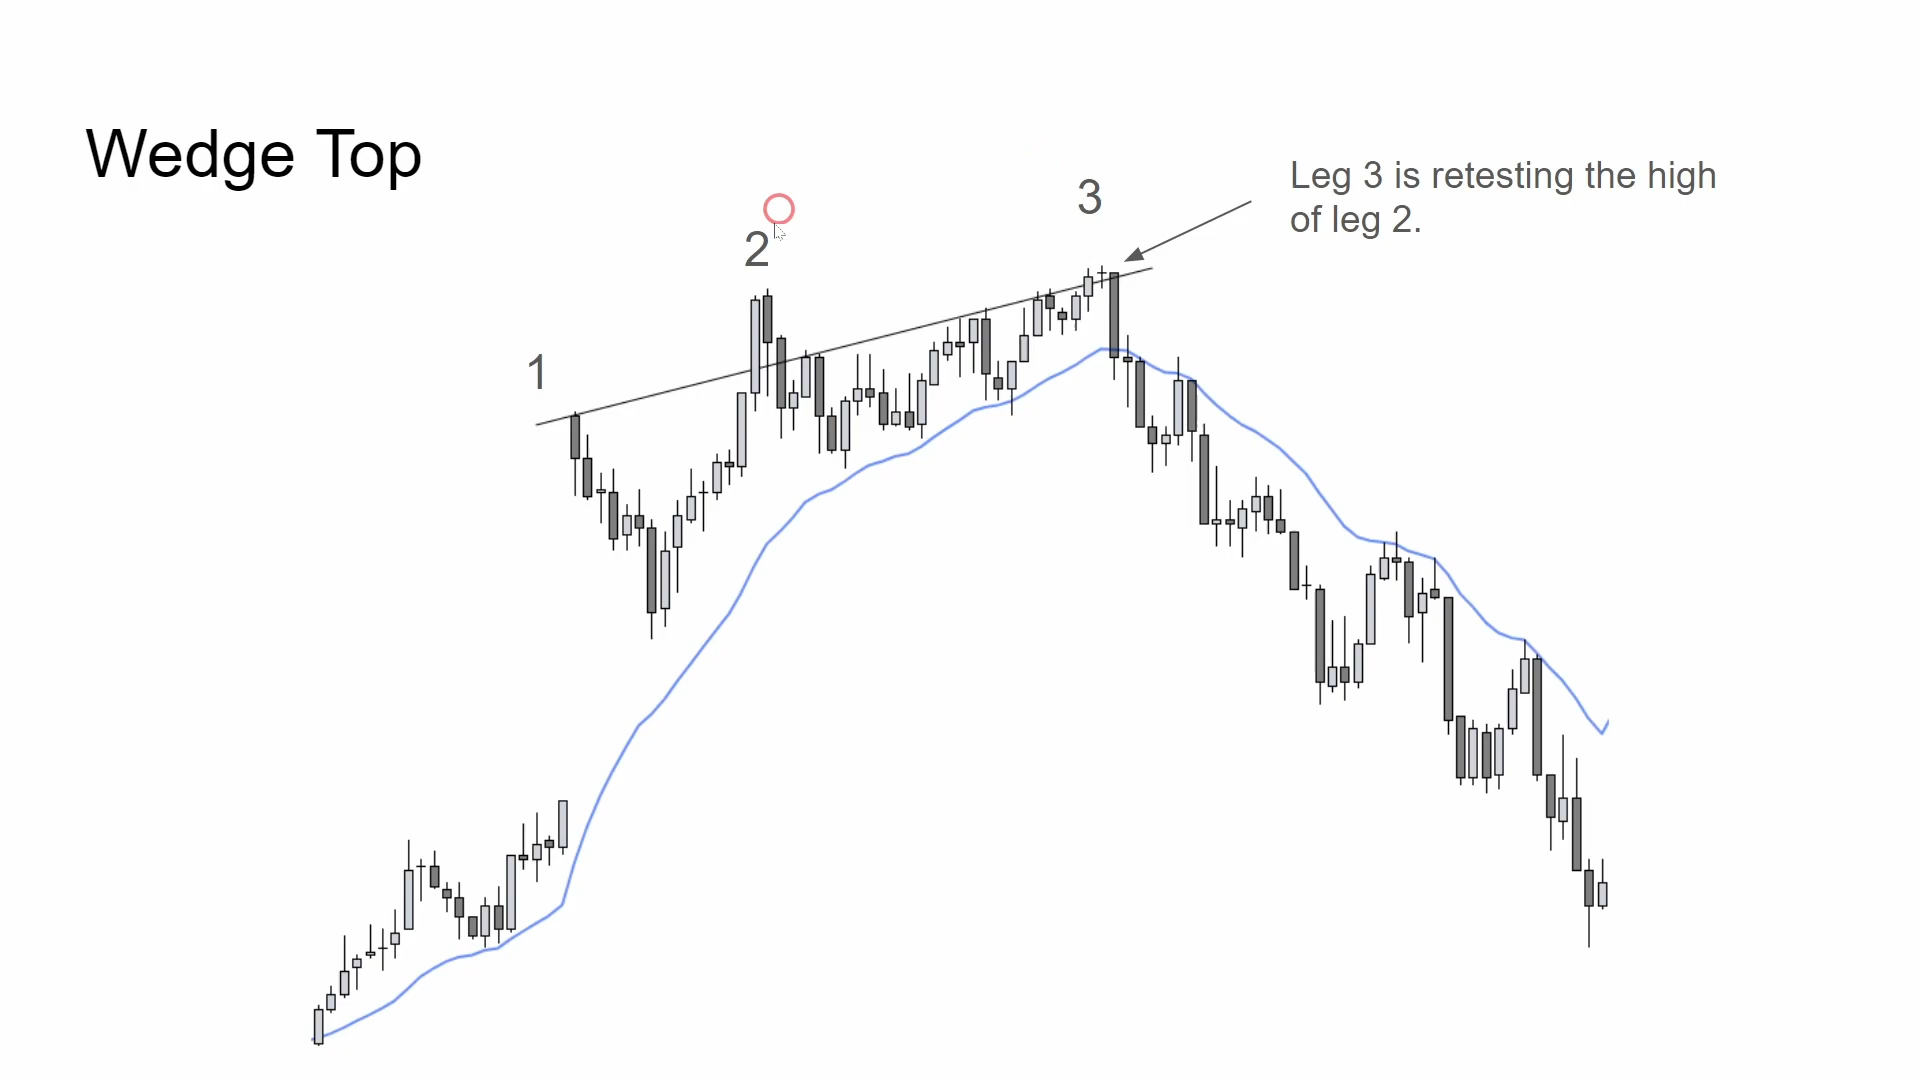 Wedge Top
1
2
3
Leg 3 is retesting the high
of leg 2.